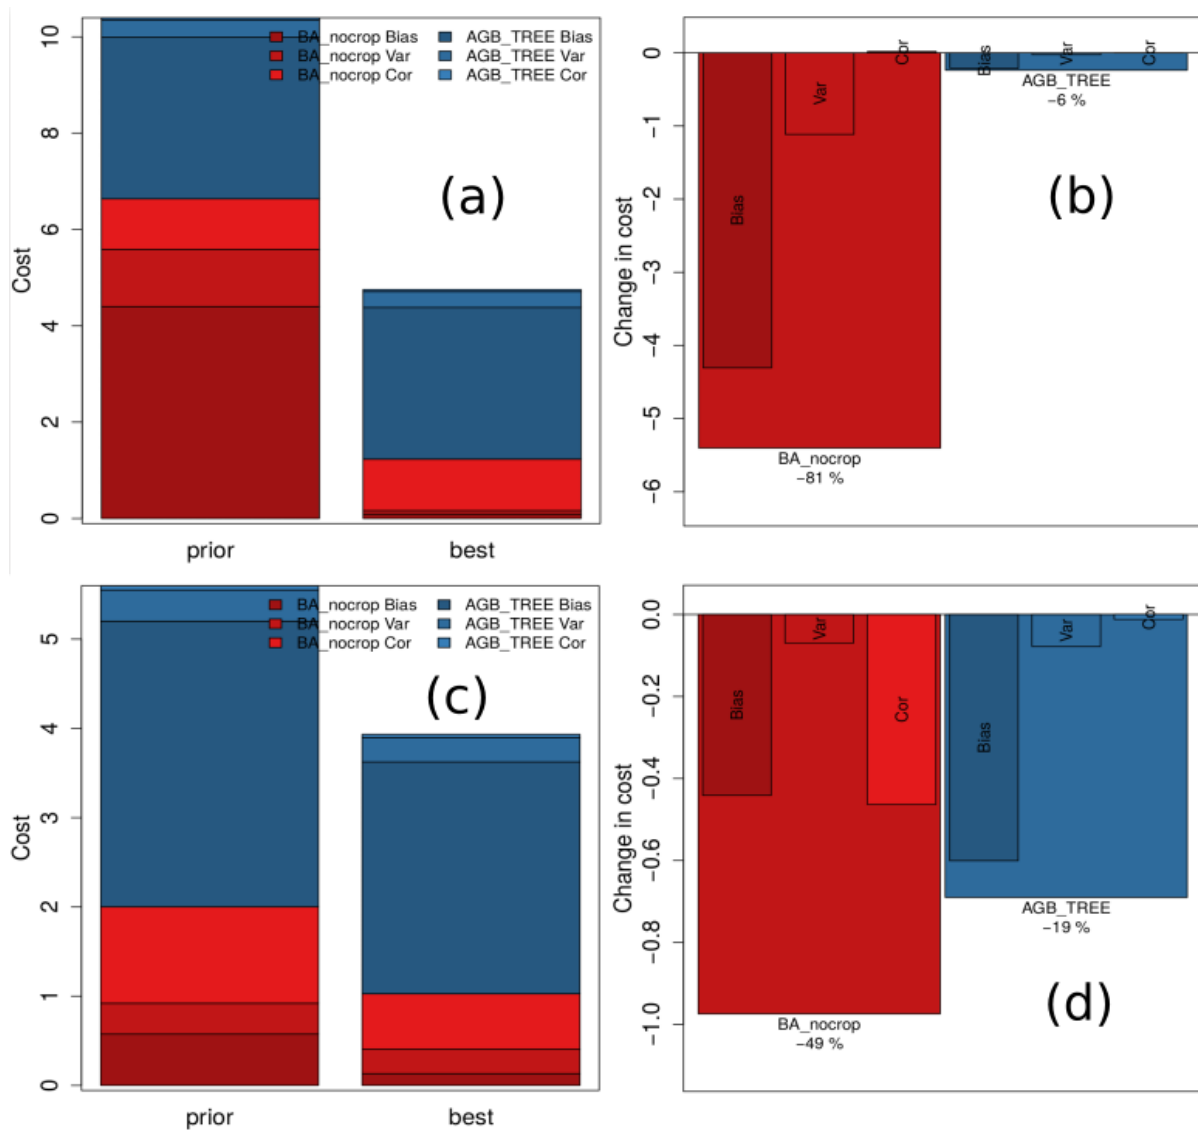 10
8
6
4
2
0
Cost
BA_nocrop Bias
BA_nocrop Var
BA_nocrop Cor
AGB_TREE Bias
AGB_TREE Var
AGB_TREE Cor
(a)
prior
best
0
−1
−2
−3
−4
−5
−6
Change in cost
Bias
Var
Cor
Bias
Var
Cor
AGB_TREE
−6 %
(b)
BA_nocrop
−81 %
5
4
3
2
1
0
Cost
BA_nocrop Bias
BA_nocrop Var
BA_nocrop Cor
AGB_TREE Bias
AGB_TREE Var
AGB_TREE Cor
(c)
prior
best
0.0
−0.2
−0.4
−0.6
−0.8
−1.0
Change in cost
Bias
Var
Cor
Bias
Var
Cor
AGB_TREE
−19 %
(d)
BA_nocrop
−49 %